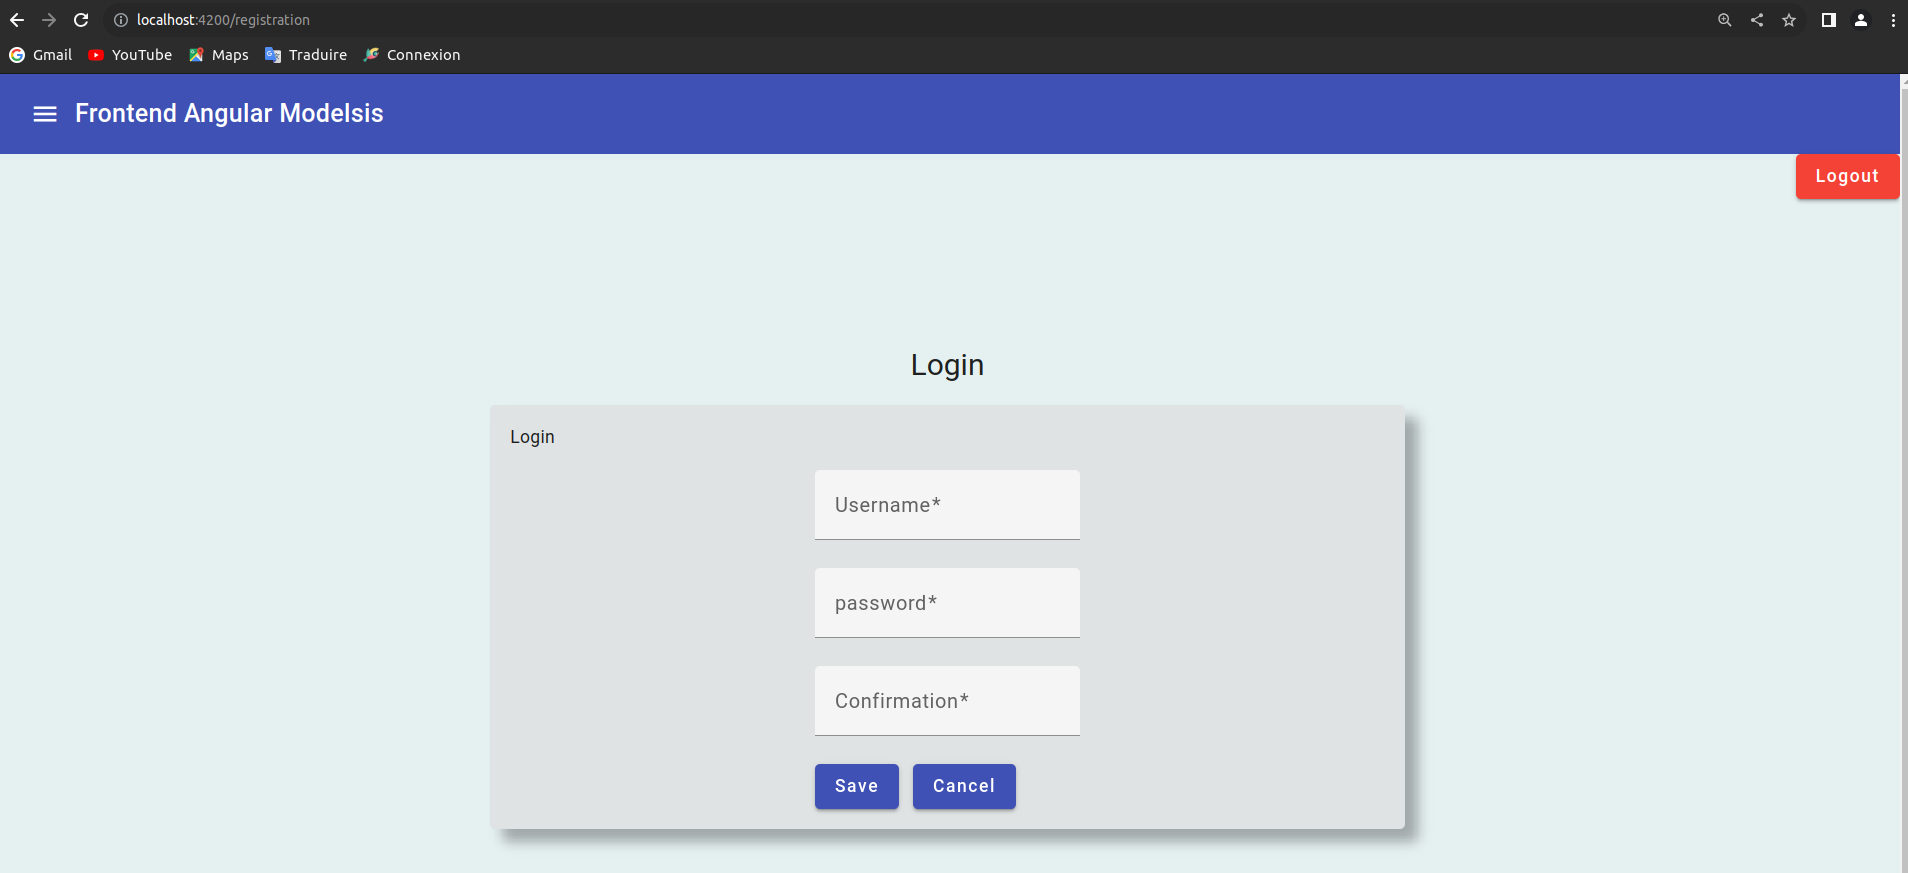 localhost:4200/registration
Gmail YouTube Maps Traduire Connexion
Frontend Angular Modelsis
Logout
Login
Login
Username*
password*
Confirmation*
Save Cancel